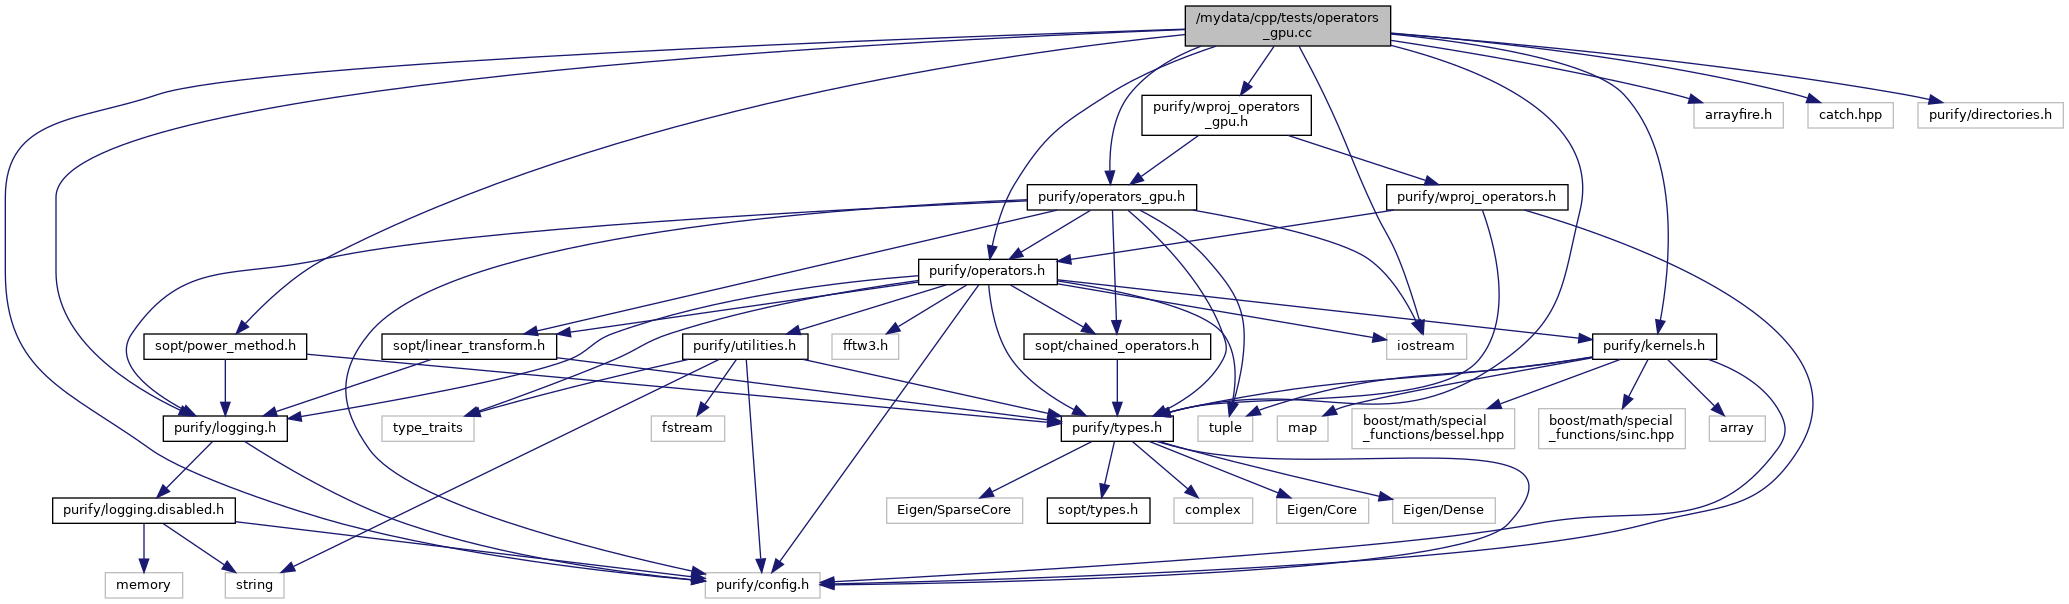 /mydata/cpp/tests/operators
_gpu.cc
purify/wproj_operators
_gpu.h
arrayfire.h
catch.hpp
purify/directories.h
purify/operators_gpu.h
purify/wproj_operators.h
purify/operators.h
sopt/power_method.h
sopt/linear_transform.h
purify/utilities.h
fftw3.h
sopt/chained_operators.h
iostream
purify/kernels.h
purify/logging.h
type_traits
fstream
purify/types.h
tuple
map
boost/math/special
_functions/bessel.hpp
boost/math/special
_functions/sinc.hpp
array
purify/logging.disabled.h
Eigen/SparseCore
sopt/types.h
complex
Eigen/Core
Eigen/Dense
memory
string
purify/config.h